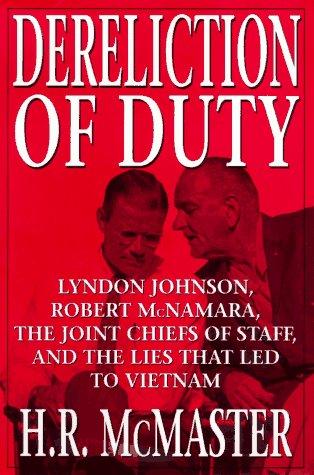 DERELICTION
OF DUTY
LYNDON JOHNSON,
ROBERT McNAMARA,
THE JOINT CHIEFS OF STAFF,
AND THE LIES THAT LED
TO VIETNAM
H.R. McMASTER